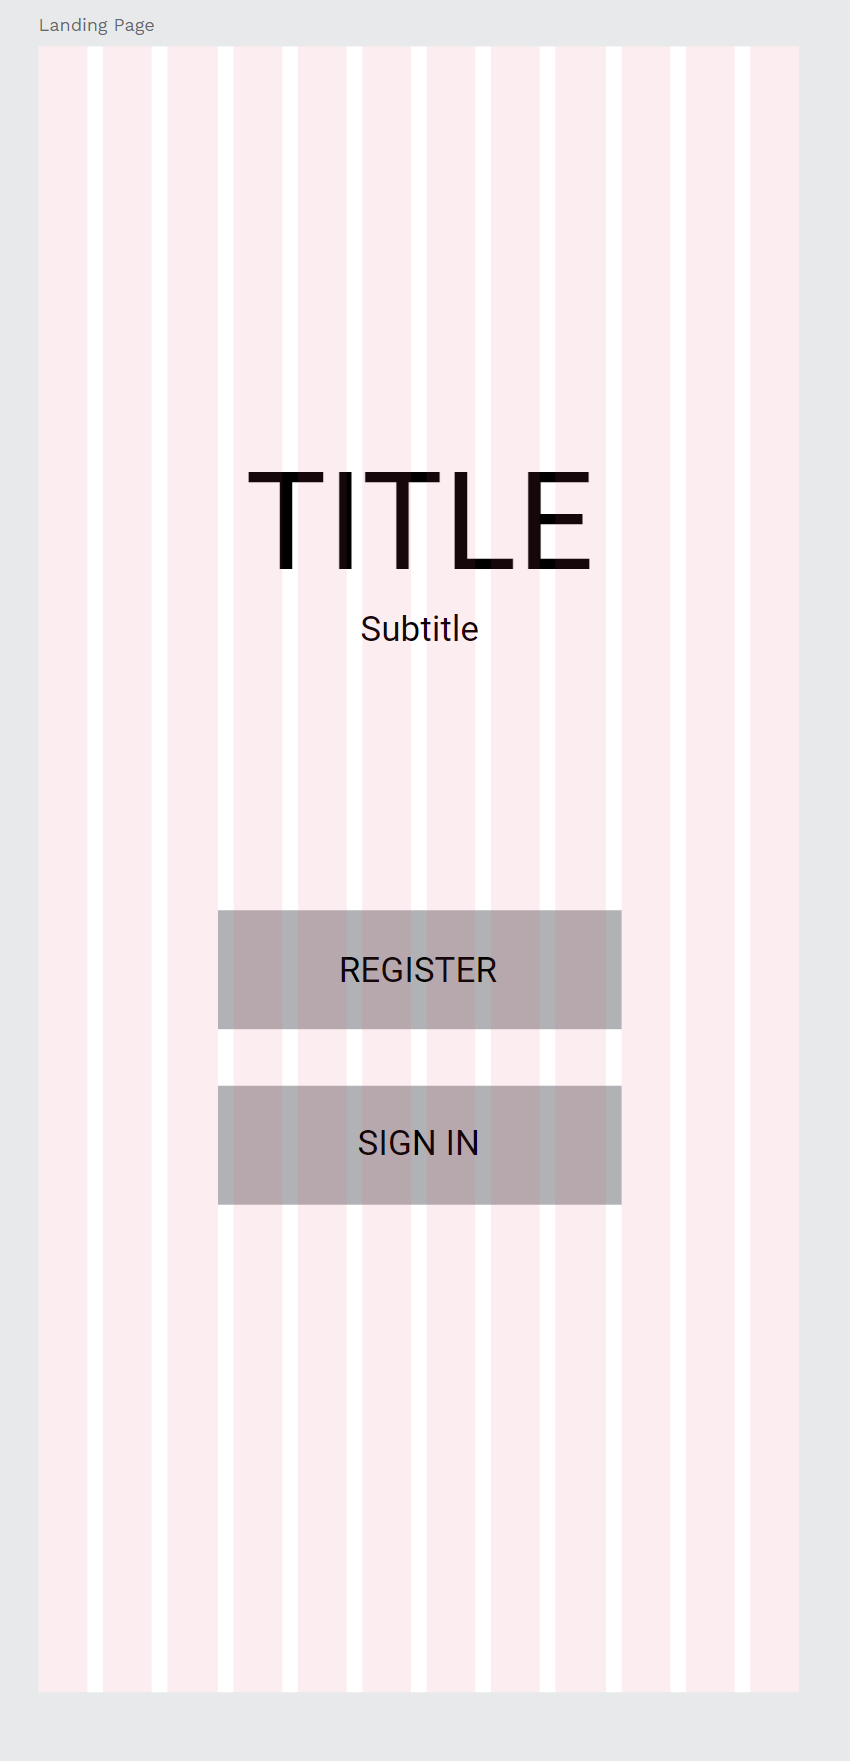 Landing Page
TITLE
Subtitle
REGISTER
SIGN IN